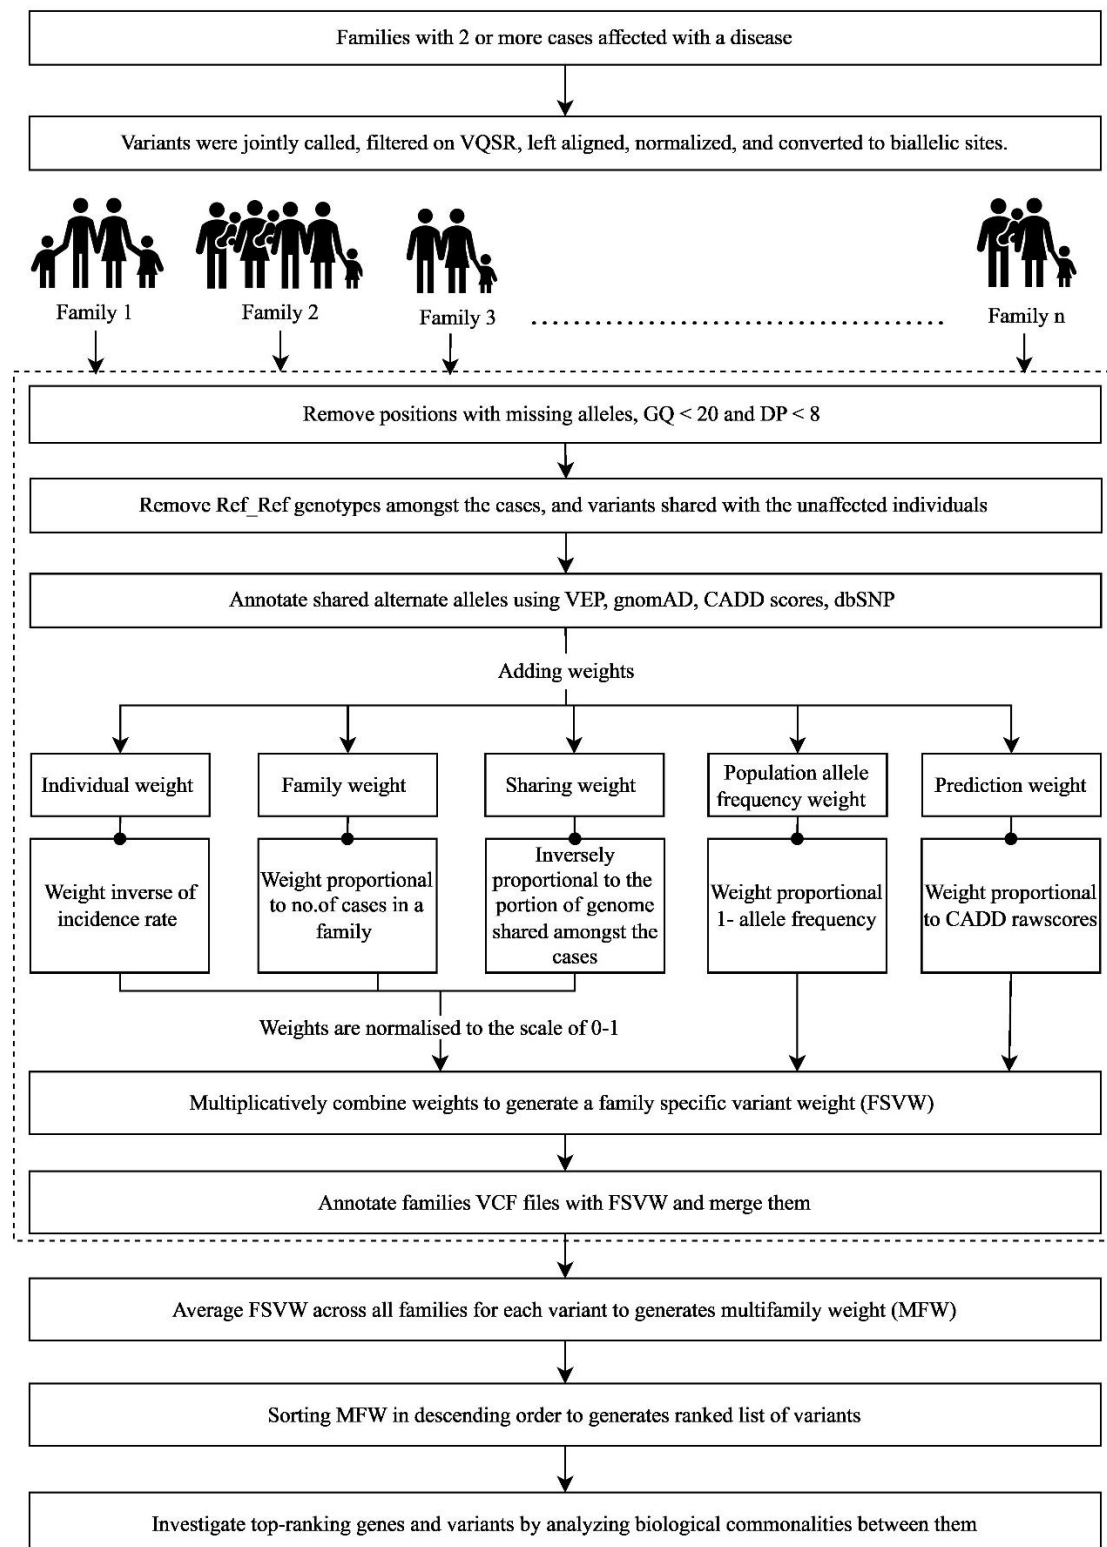 Families with 2 or more cases affected with a disease
Variants were jointly called, filtered on VQSR, left aligned, normalized, and converted to biallelic sites.
Family 1
Family 2
Family 3
Family n
Remove positions with missing alleles, GQ < 20 and DP < 8
Remove Ref_Ref genotypes amongst the cases, and variants shared with the unaffected individuals
Annotate shared alternate alleles using VEP, gnomAD, CADD scores, dbSNP
Adding weights
Individual weight
Family weight
Sharing weight
Population allele
frequency weight
Prediction weight
Weight inverse of
incidence rate
Weight proportional
to no.of cases in a
family
Inversely
proportional to the
portion of genome
shared amongst the
cases
Weight proportional
1- allele frequency
Weight proportional
to CADD rawscores
Weights are normalised to the scale of 0-1
Multiplicatively combine weights to generate a family specific variant weight (FSVW)
Annotate families VCF files with FSVW and merge them
Average FSVW across all families for each variant to generates multifamily weight (MFW)
Sorting MFW in descending order to generates ranked list of variants
Investigate top-ranking genes and variants by analyzing biological commonalities between them